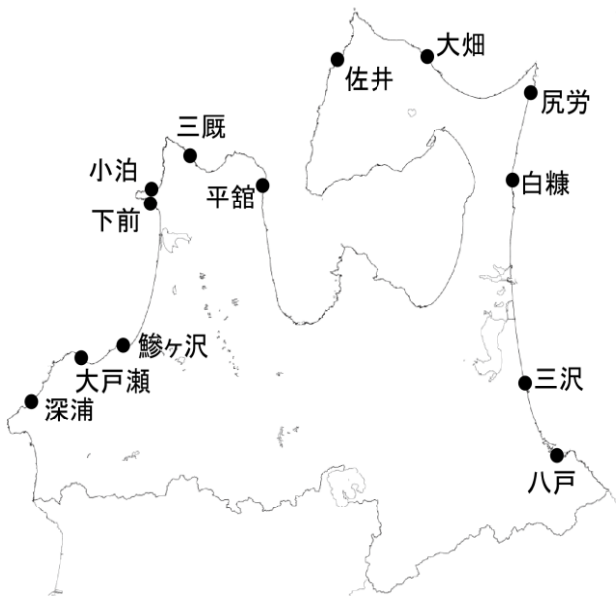 大畑
佐井
尻労
三厩
小泊
平舘
白糠
下前
鰺ヶ沢
大戸瀬
三沢
深浦
八戸